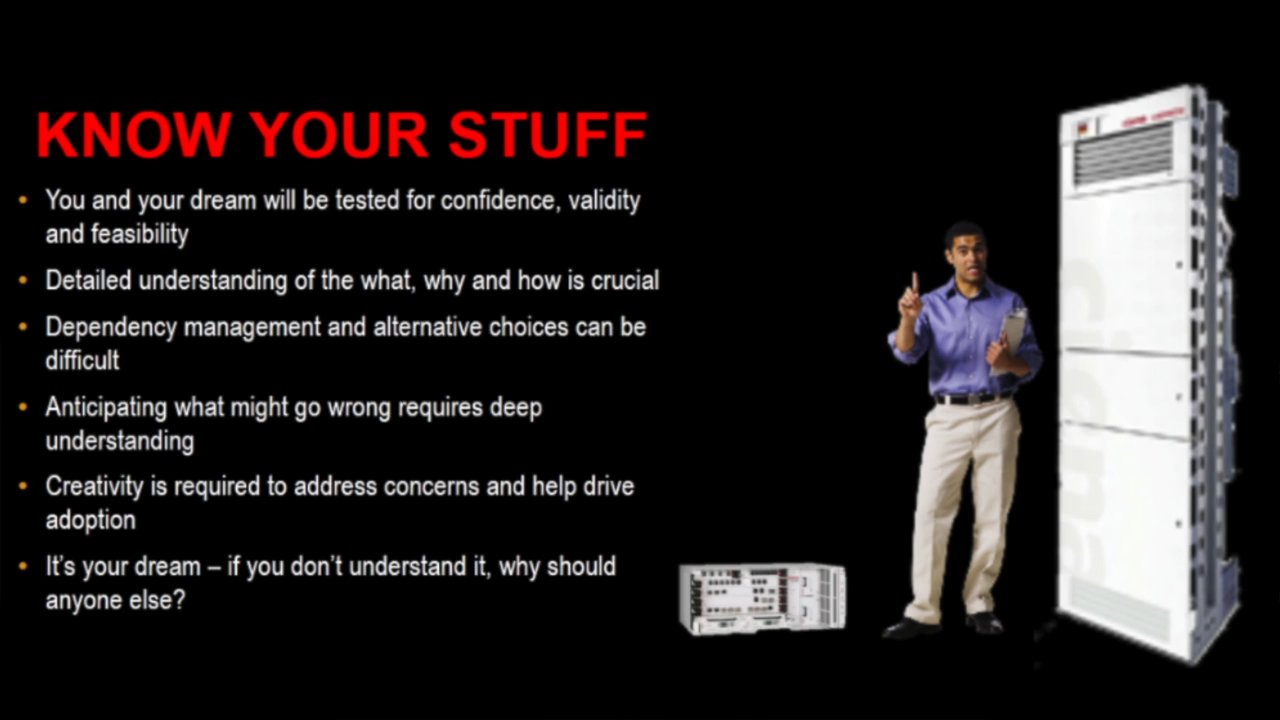 KNOW YOUR STUFF
• You and your dream will be tested for confidence, validity
and feasibility
• Detailed understanding of the what, why and how is crucial
• Dependency management and alternative choices can be
difficult
• Anticipating what might go wrong requires deep
understanding
• Creativity is required to address concerns and help drive
adoption
• It’s your dream – if you don’t understand it, why should
anyone else?
ciena